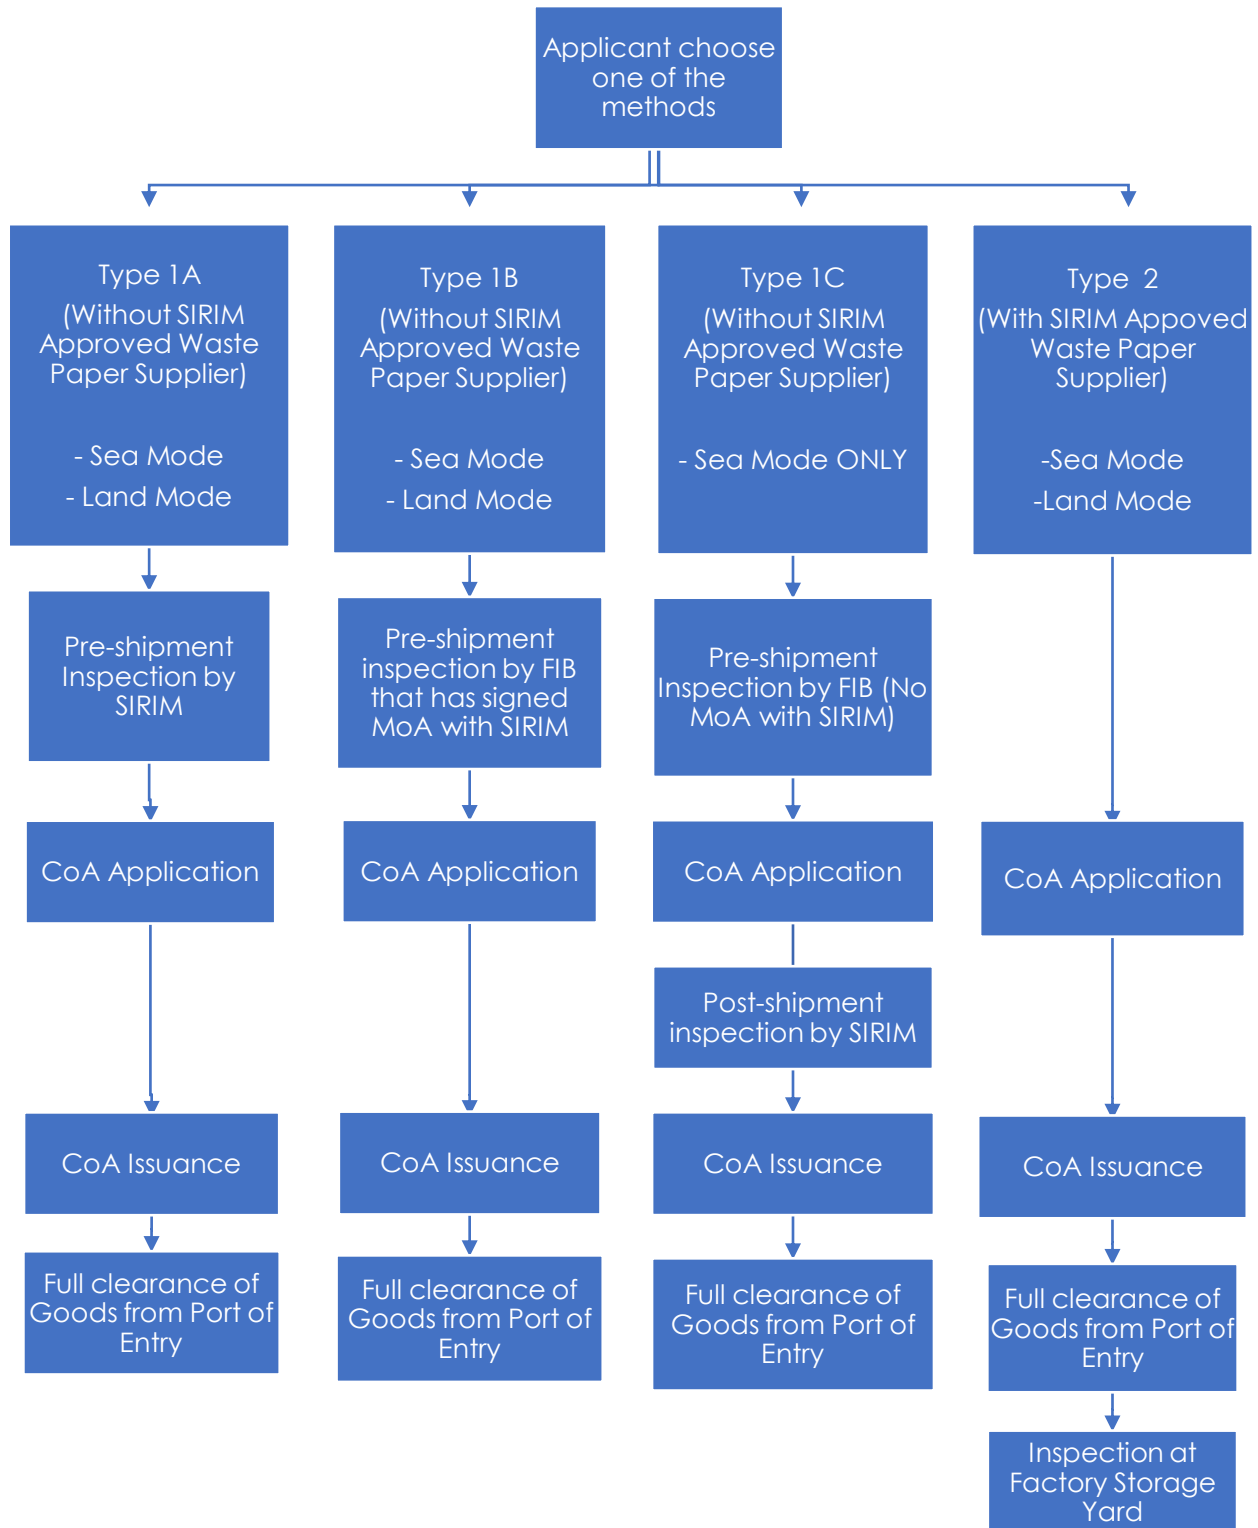 Applicant choose
one of the
methods
Type 1A
(Without SIRIM
Approved Waste
Paper Supplier)
- Sea Mode
- Land Mode
Pre-shipment
Inspection by
SIRIM
CoA Application
CoA Issuance
Full clearance of
Goods from Port of
Entry
Type 1B
(Without SIRIM
Approved Waste
Paper Supplier)
- Sea Mode
- Land Mode
Pre-shipment
inspection by FIB
that has signed
MoA with SIRIM
CoA Application
CoA Issuance
Full clearance of
Goods from Port of
Entry
Type 1C
(Without SIRIM
Approved Waste
Paper Supplier)
- Sea Mode ONLY
Pre-shipment
Inspection by FIB (No
MoA with SIRIM)
CoA Application
Post-shipment
inspection by SIRIM
CoA Issuance
Full clearance of
Goods from Port of
Entry
Type 2
(With SIRIM Appoved
Waste Paper
Supplier)
-Sea Mode
-Land Mode
CoA Application
CoA Issuance
Full clearance of
Goods from Port of
Entry
Inspection at
Factory Storage
Yard